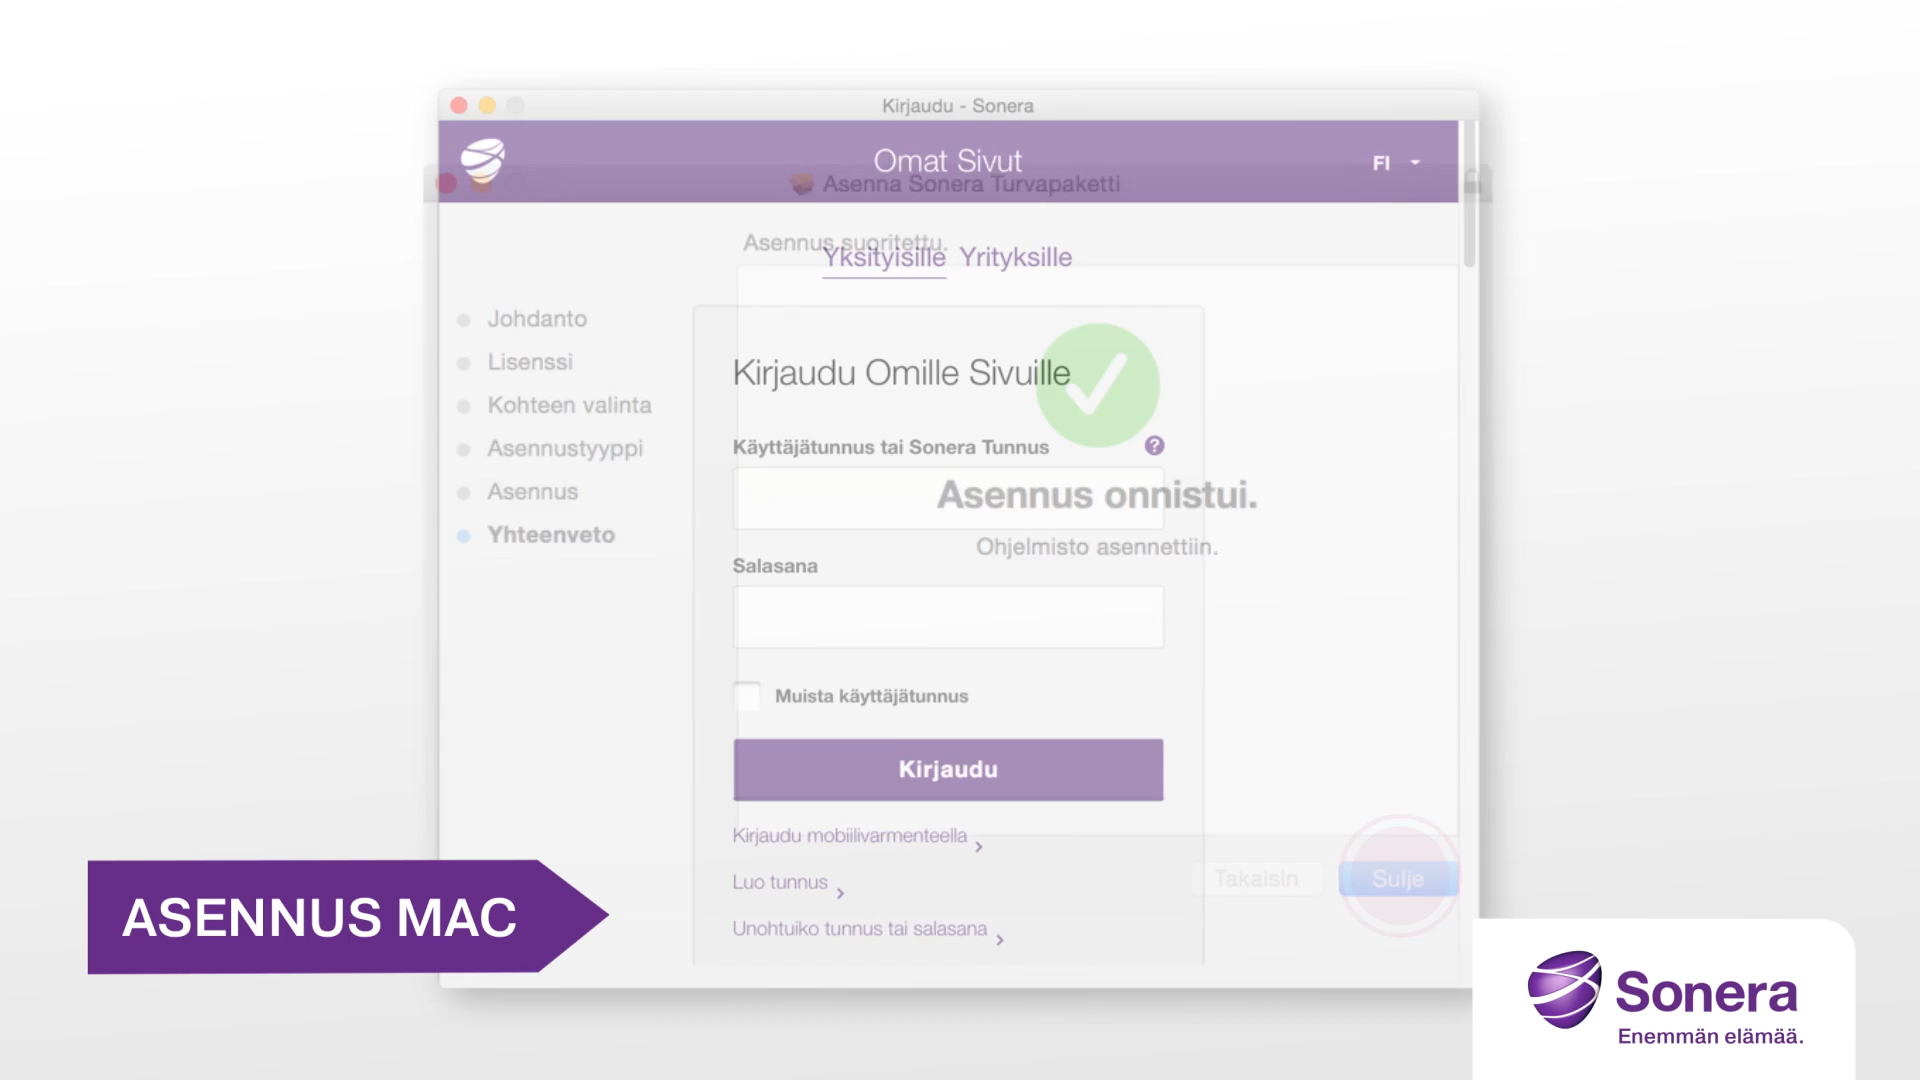 Kirjaudu - Sonera
Omat Sivut
FI
Asenna Sonera Turvapaketti
Asennus suoritettu.
Yksityisille Yrityksille
Johdanto
Lisenssi
Kohteen valinta
Asennustyyppi
Asennus
Yhteenveto
Kirjaudu Omille Sivuille
Käyttäjätunnus tai Sonera Tunnus
?
Asennus onnistui.
Ohjelmisto asennettiin.
Salasana
Muista käyttäjätunnus
Kirjaudu
Kirjaudu mobiilivarmenteella
Luo tunnus
Unohtuiko tunnus tai salasana
Takaisin
Sulje
ASENNUS MAC
Sonera
Enemmän elämää.